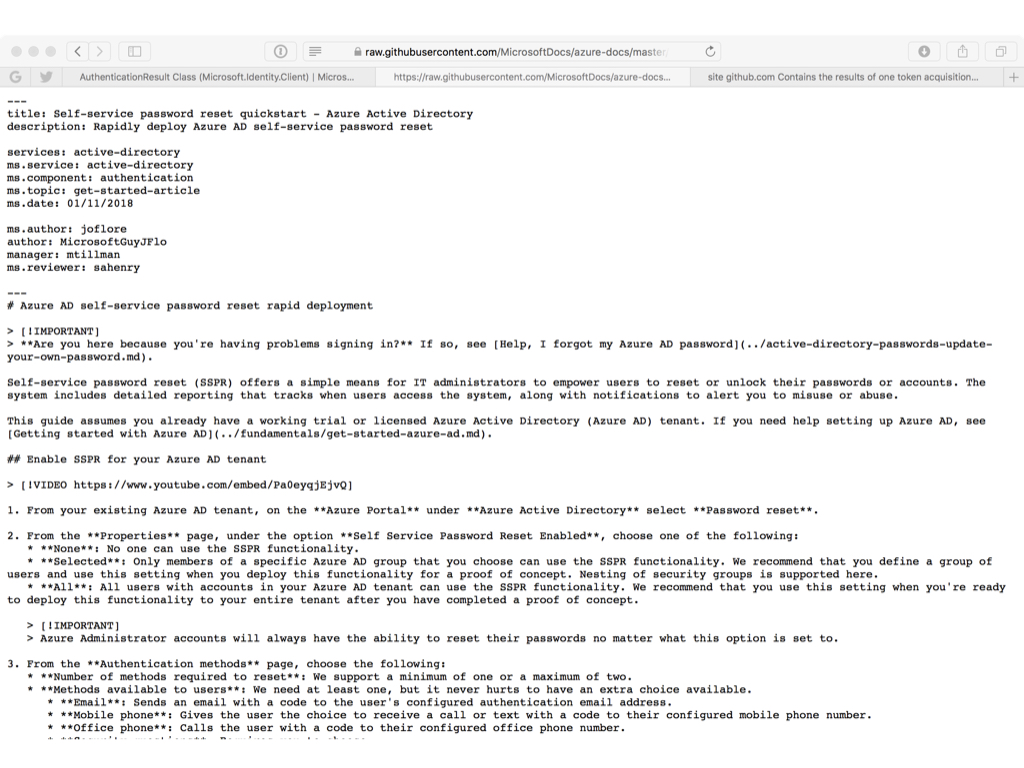 raw.githubusercontent.com/MicrosoftDocs/azure-docs/master
AuthenticationResult Class (Microsoft.Identity.Client) | Micros...
https://raw.githubusercontent.com/MicrosoftDocs/azure-docs...
site github.com Contains the results of one token acquisition...
---
title: Self-service password reset quickstart - Azure Active Directory
description: Rapidly deploy Azure AD self-service password reset
services: active-directory
ms.service: active-directory
ms.component: authentication
ms.topic: get-started-article
ms.date: 01/11/2018
ms.author: joflore
author: MicrosoftGuyJFlo
manager: mtillman
ms.reviewer: sahenry
---
# Azure AD self-service password reset rapid deployment
> [!IMPORTANT]
> **Are you here because you're having problems signing in?** If so, see [Help, I forgot my Azure AD password](../active-directory-passwords-update-
your-own-password.md).
Self-service password reset (SSPR) offers a simple means for IT administrators to empower users to reset or unlock their passwords or accounts. The
system includes detailed reporting that tracks when users access the system, along with notifications to alert you to misuse or abuse.
This guide assumes you already have a working trial or licensed Azure Active Directory (Azure AD) tenant. If you need help setting up Azure AD, see
[Getting started with Azure AD](../fundamentals/get-started-azure-ad.md).
## Enable SSPR for your Azure AD tenant
> [!VIDEO https://www.youtube.com/embed/Pa0eyqjEjvQ]
1. From your existing Azure AD tenant, on the **Azure Portal** under **Azure Active Directory** select **Password reset**.
2. From the **Properties** page, under the option **Self Service Password Reset Enabled**, choose one of the following:
* **None**: No one can use the SSPR functionality.
* **Selected**: Only members of a specific Azure AD group that you choose can use the SSPR functionality. We recommend that you define a group of
users and use this setting when you deploy this functionality for a proof of concept. Nesting of security groups is supported here.
* **All**: All users with accounts in your Azure AD tenant can use the SSPR functionality. We recommend that you use this setting when you're ready
to deploy this functionality to your entire tenant after you have completed a proof of concept.
> [!IMPORTANT]
> Azure Administrator accounts will always have the ability to reset their passwords no matter what this option is set to.
3. From the **Authentication methods** page, choose the following:
* **Number of methods required to reset**: We support a minimum of one or a maximum of two.
* **Methods available to users**: We need at least one, but it never hurts to have an extra choice available.
* **Email**: Sends an email with a code to the user's configured authentication email address.
* **Mobile phone**: Gives the user the choice to receive a call or text with a code to their configured mobile phone number.
* **Office phone**: Calls the user with a code to their configured office phone number.